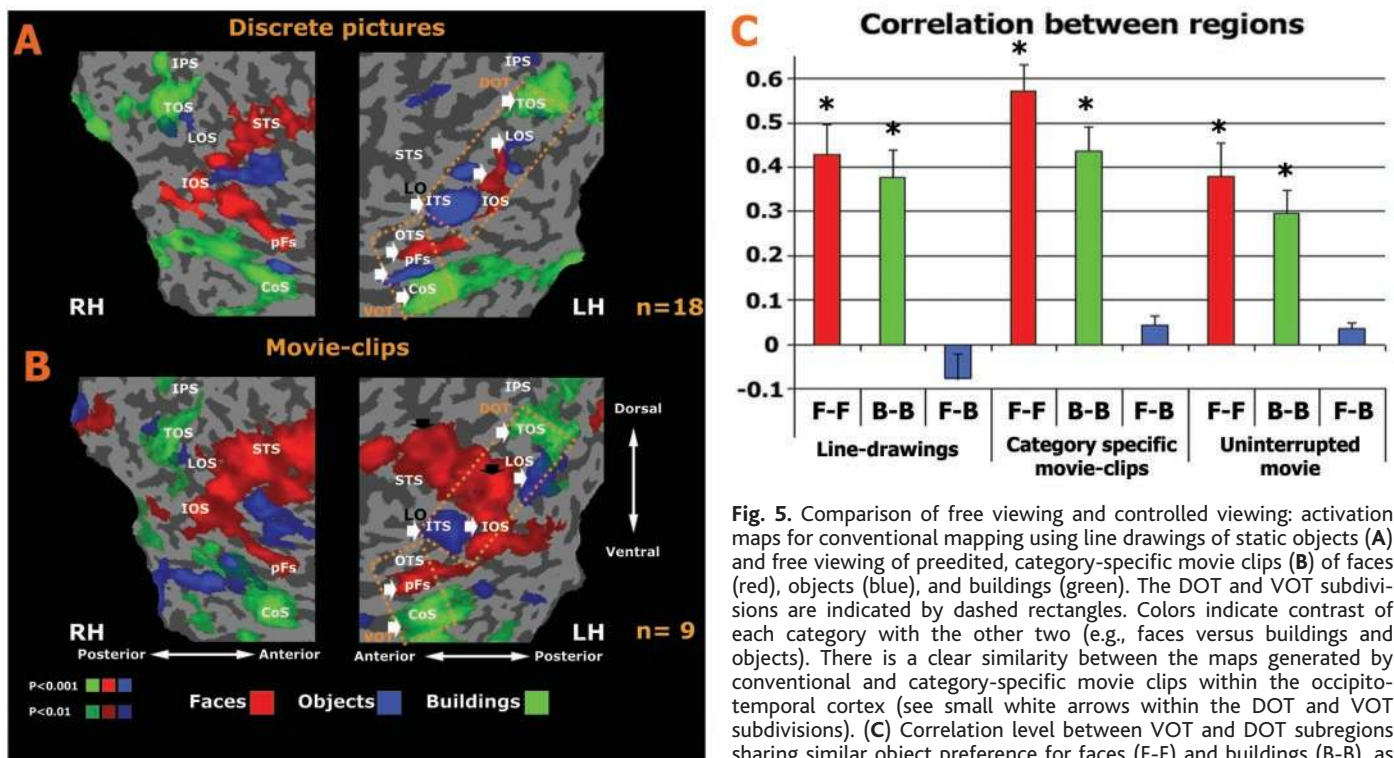 A
Discrete pictures
IPS
TOS
LOS
STS
IOS
pFs
CoS
RH
IPS
DOT
TOS
LOS
STS
LO
ITS
IOS
OTS
pFs
CoS
VOT
LH
n=18
B
Movie-clips
IPS
TOS
LOS
STS
IOS
pFs
CoS
RH
Posterior
Anterior
IPS
DOT
TOS
LOS
STS
LO
ITS
IOS
OTS
pFs
CoS
VOT
LH
Anterior
Posterior
Dorsal
Ventral
n= 9
P<0.001
P<0.01
Faces
Objects
Buildings
C
Correlation between regions
0.6
0.5
0.4
0.3
0.2
0.1
0
-0.1
* * * * * *
F-F B-B F-B F-F B-B F-B F-F B-B F-B
Line-drawings
Category specific
movie-clips
Uninterrupted
movie
Fig. 5. Comparison of free viewing and controlled viewing: activation
maps for conventional mapping using line drawings of static objects (A)
and free viewing of preedited, category-specific movie clips (B) of faces
(red), objects (blue), and buildings (green). The DOT and VOT subdivi-
sions are indicated by dashed rectangles. Colors indicate contrast of
each category with the other two (e.g., faces versus buildings and
objects). There is a clear similarity between the maps generated by
conventional and category-specific movie clips within the occipito-
temporal cortex (see small white arrows within the DOT and VOT
subdivisions). (C) Correlation level between VOT and DOT subregions
sharing similar object preference for faces (F-F) and buildings (B-B), as